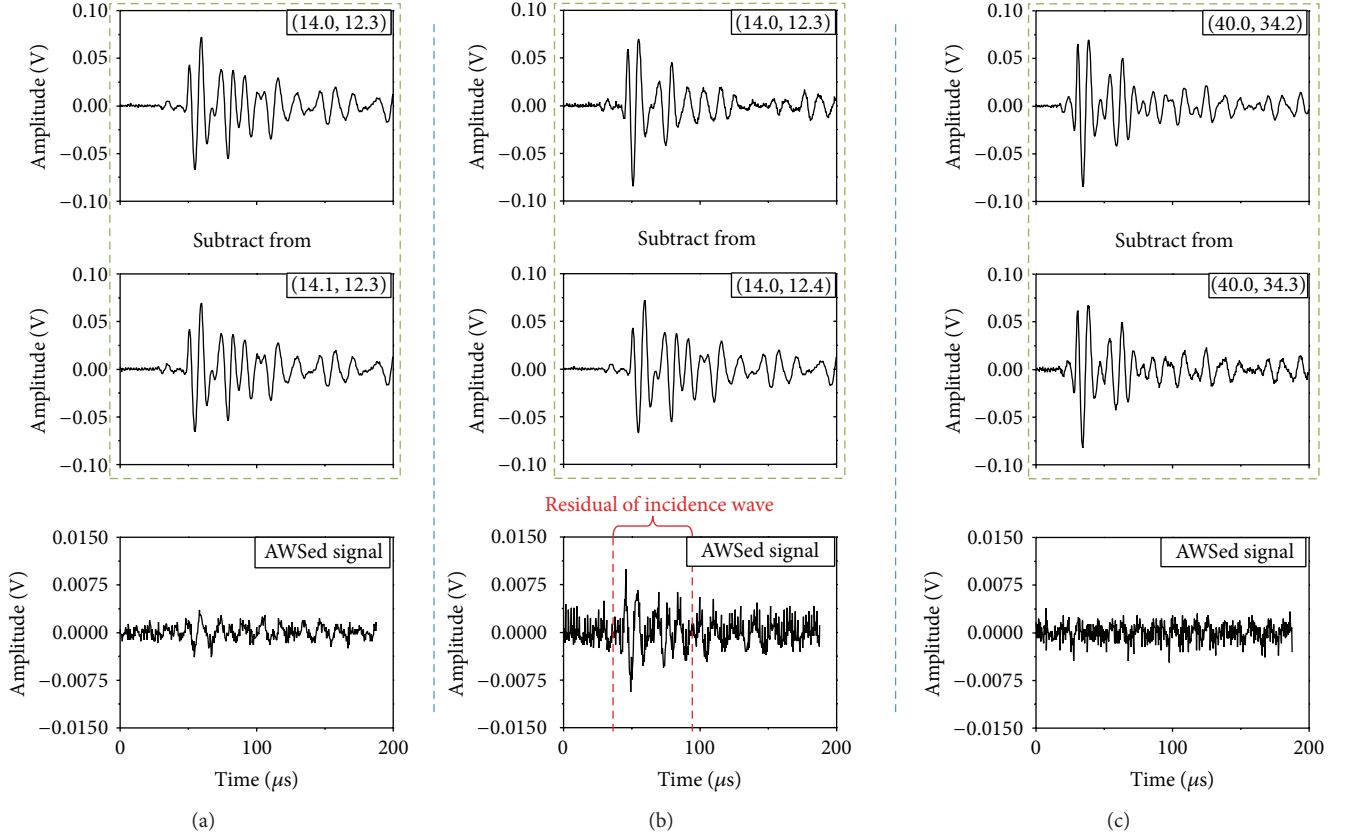 0.10
0.05
0.00
−0.05
−0.10
Amplitude (V)
(14.0, 12.3)
Subtract from
0.10
0.05
0.00
−0.05
−0.10
Amplitude (V)
(14.1, 12.3)
0.0150
0.0075
0.0000
−0.0075
−0.0150
Amplitude (V)
AWSed signal
0
100
200
Time (μs)
(a)
0.10
0.05
0.00
−0.05
−0.10
Amplitude (V)
(14.0, 12.3)
Subtract from
0.10
0.05
0.00
−0.05
−0.10
Amplitude (V)
(14.0, 12.4)
Residual of incidence wave
0.0150
0.0075
0.0000
−0.0075
−0.0150
Amplitude (V)
AWSed signal
0
100
200
Time (μs)
(b)
0.10
0.05
0.00
−0.05
−0.10
Amplitude (V)
(40.0, 34.2)
Subtract from
0.10
0.05
0.00
−0.05
−0.10
Amplitude (V)
(40.0, 34.3)
0.0150
0.0075
0.0000
−0.0075
−0.0150
Amplitude (V)
AWSed signal
0
100
200
Time (μs)
(c)